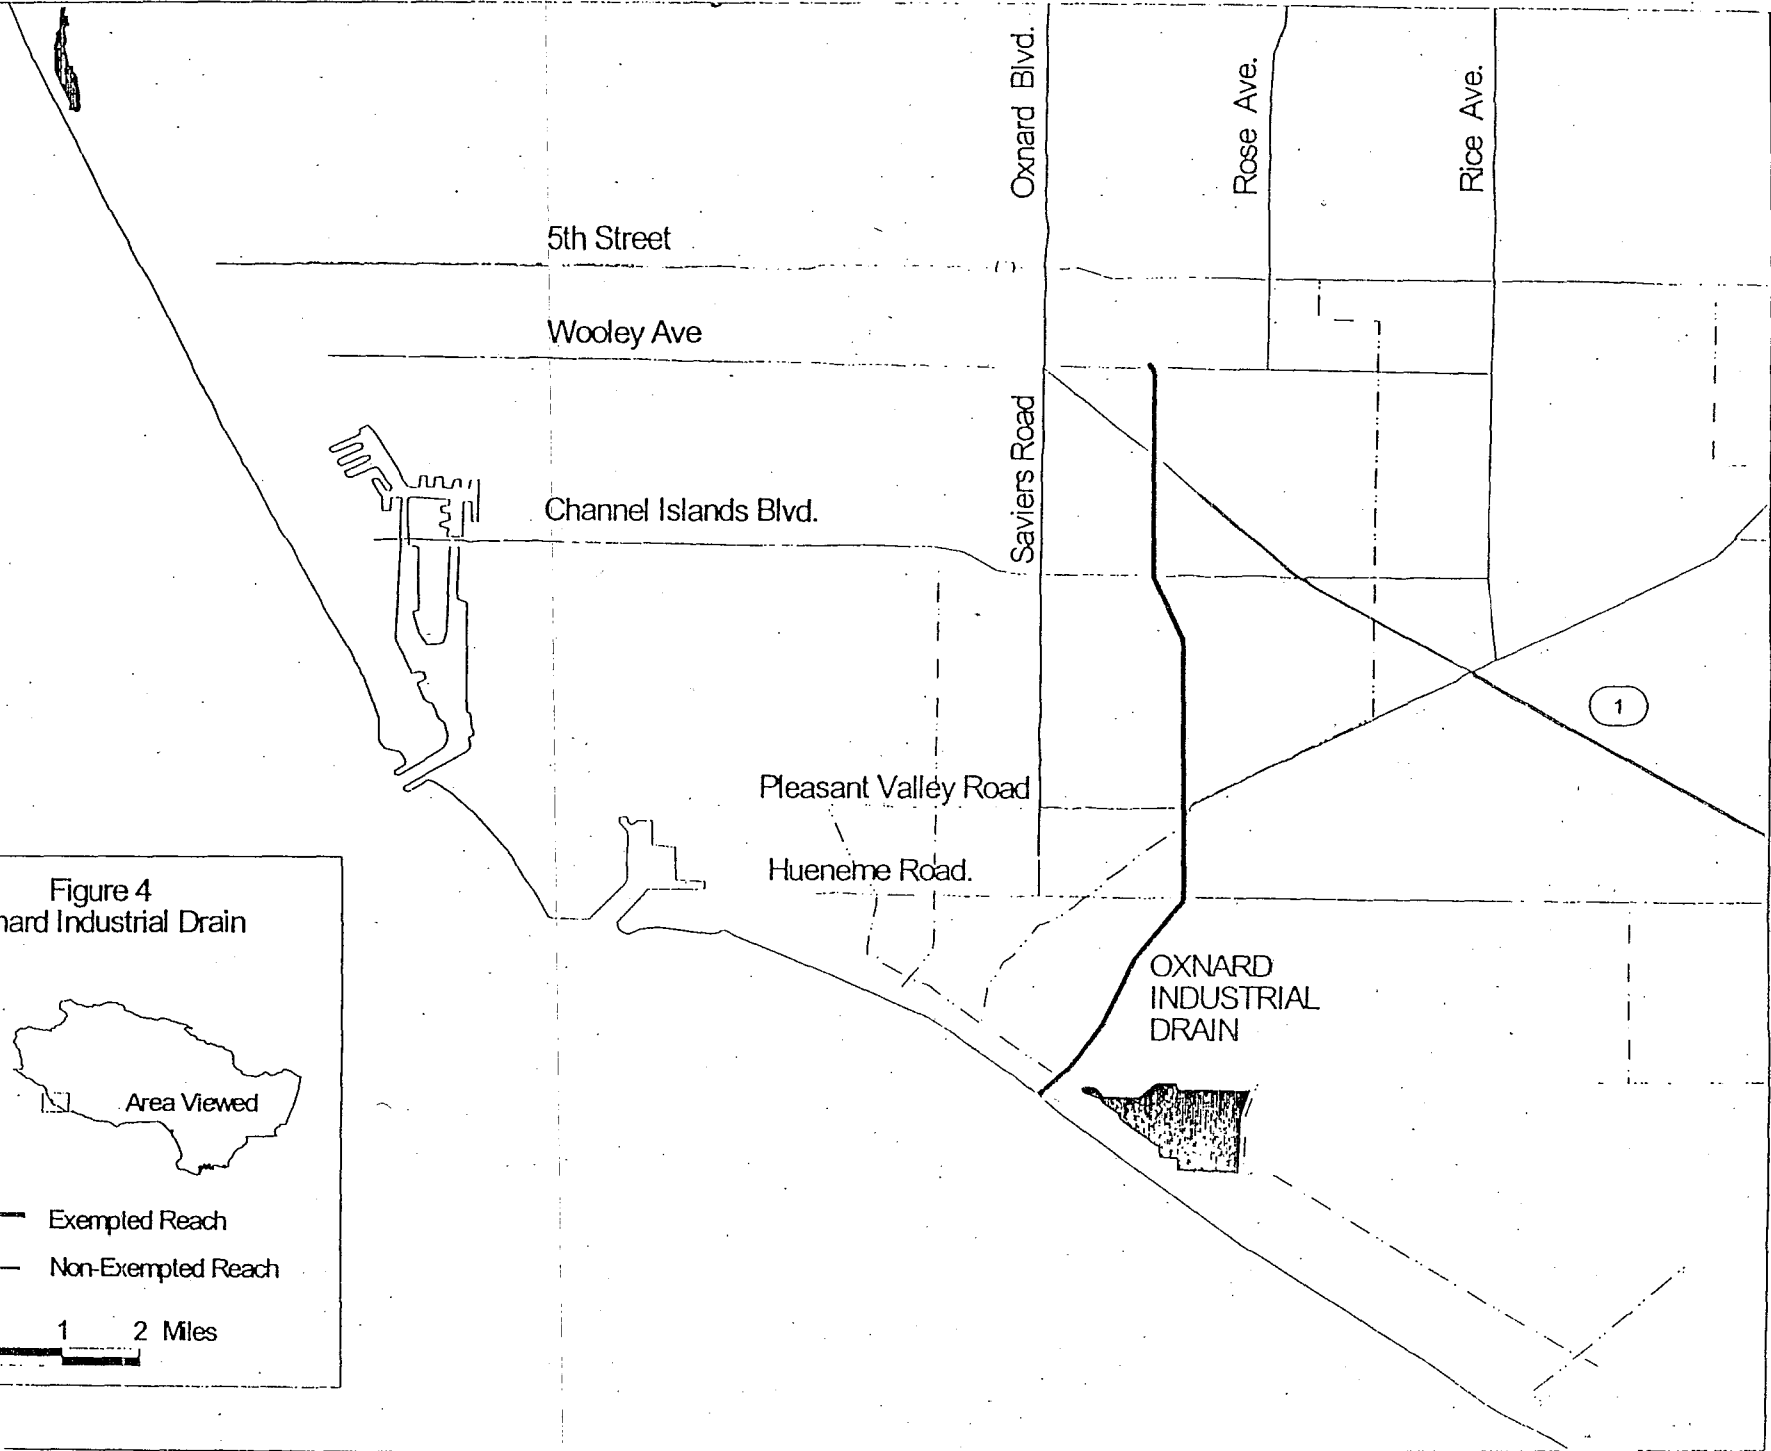 Oxnard Blvd.
Rose Ave.
Rice Ave.
5th Street
Wooley Ave
Saviers Road
Channel Islands Blvd.
1
Pleasant Valley Road
Hueneme Road.
Figure 4
nard Industrial Drain
OXNARD
INDUSTRIAL
DRAIN
Area Viewed
Exempted Reach
Non-Exempted Reach
1 2 Miles